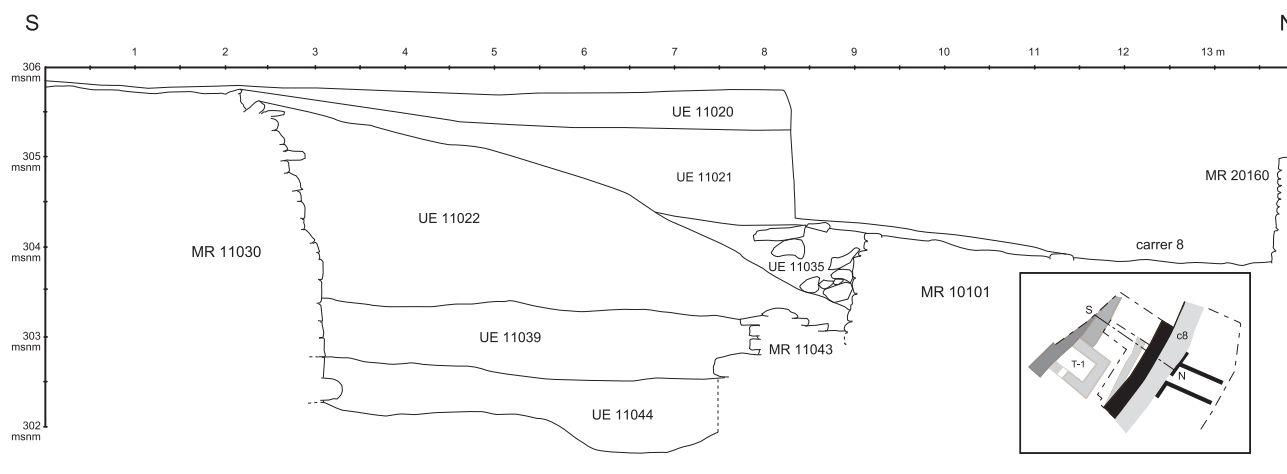 S
N
1 2 3 4 5 6 7 8 9 10 11 12 13 m
306
msnm
UE 11020
305
msnm
UE 11021
MR 20160
UE 11022
304
msnm
MR 11030
carrer 8
UE 11035
MR 10101
303
msnm
UE 11039
MR 11043
302
msnm
UE 11044
S
c8
T-1
N